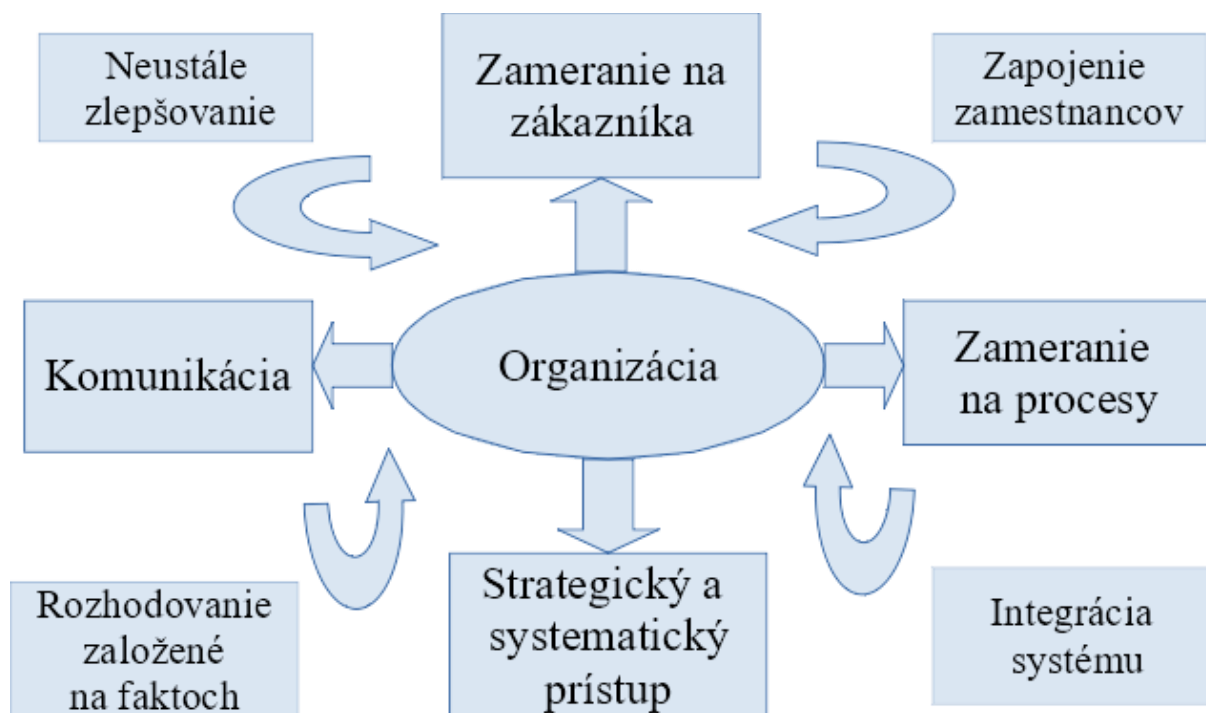 Neustále
zlepšovanie
Zameranie na
zákazníka
Zapojenie
zamestnancov
Komunikácia
Organizácia
Zameranie
na procesy
Rozhodovanie
založené
na faktoch
Strategický a
systematický
prístup
Integrácia
systému